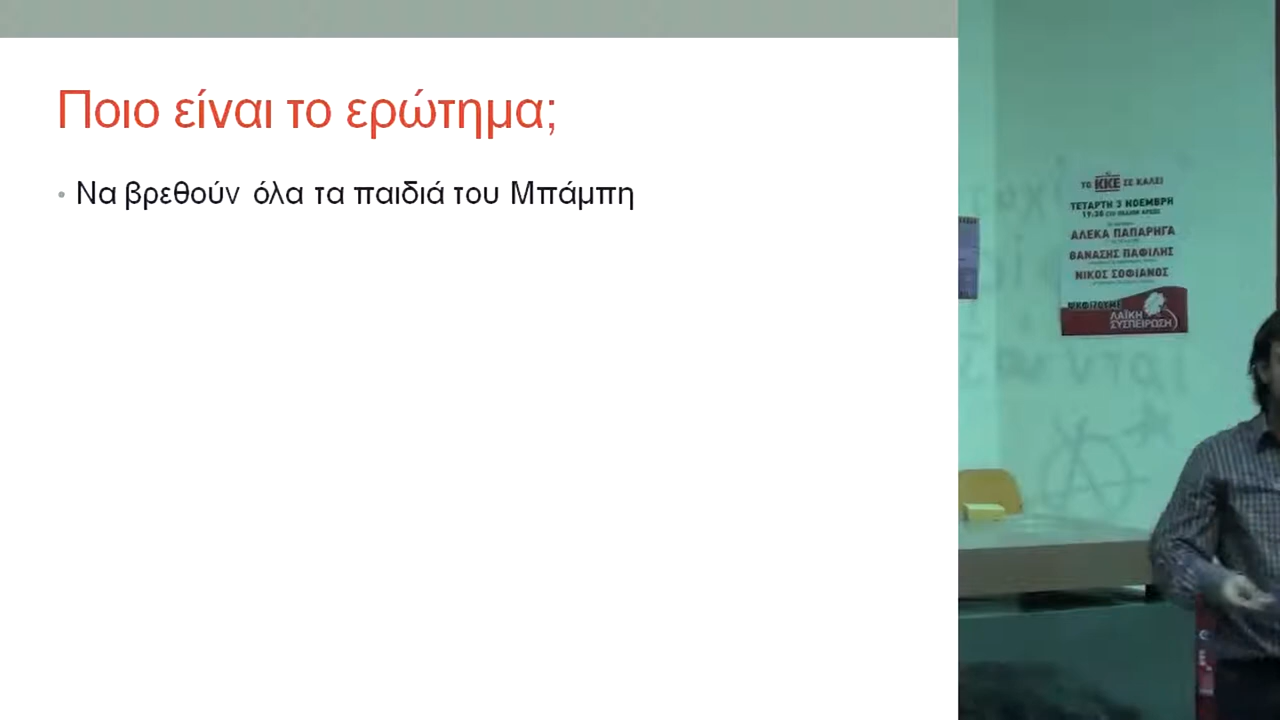 Ποιο είναι το ερώτημα;
• Να βρεθούν όλα τα παιδιά του Μπάμπη
ΤΟ ΚΚΕ ΣΕ ΚΑΛΕΙ
ΤΕΤΑΡΤΗ 3 ΝΟΕΜΒΡΗ
ΑΛΕΚΑ ΠΑΠΑΡΗΓΑ
ΘΑΝΑΣΗΣ ΠΑΦΙΛΗΣ
ΝΙΚΟΣ ΣΟΦΙΑΝΟΣ
ΨΗΦΙΖΟΥΜΕ
ΛΑΪΚΗ
ΣΥΣΠΕΙΡΩΣΗ